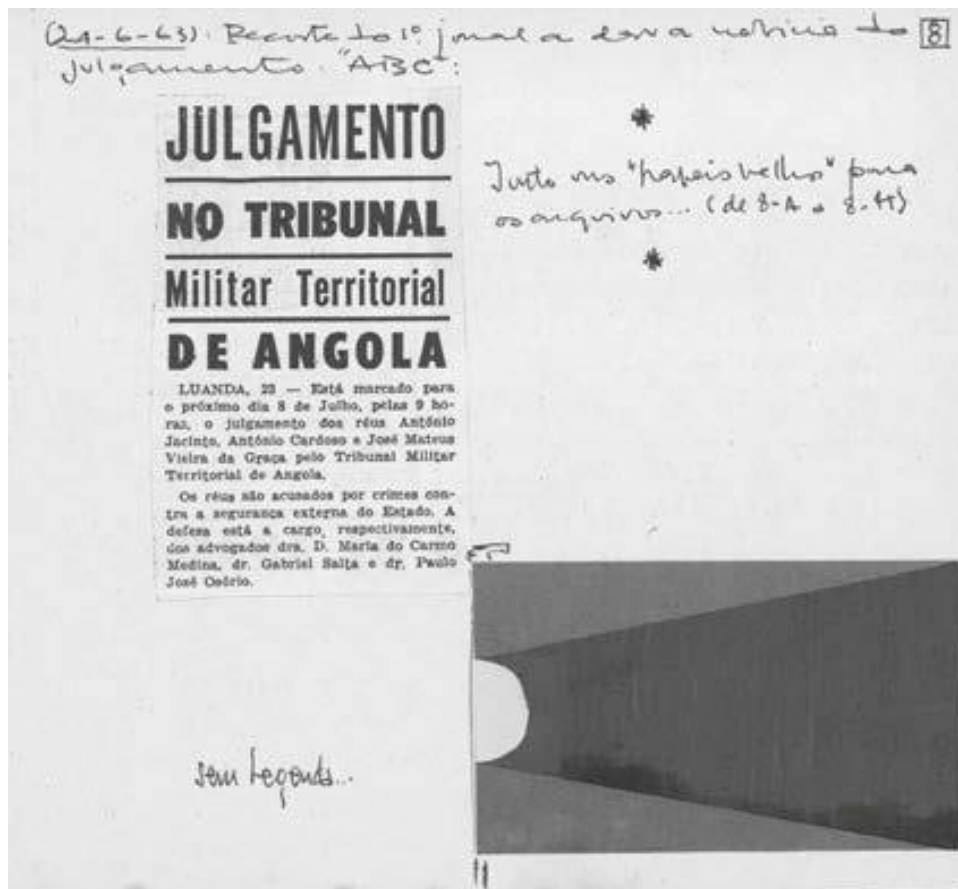 (24-6-63). Recorte do 1º jornal a dar a notícia do
julgamento. "ABC":
8
JULGAMENTO
NO TRIBUNAL
Militar Territorial
DE ANGOLA
LUANDA, 23 — Está marcado para
o próximo dia 8 de Julho, pelas 9 ho-
ras, o julgamento dos réus António
Jacinto, António Cardoso e José Mateus
Vieira da Graça pelo Tribunal Militar
Territorial de Angola.
Os réus são acusados por crimes con-
tra a segurança externa do Estado. A
defesa está a cargo, respectivamente,
dos advogados dra. D. Maria do Carmo
Medina, dr. Gabriel Saíta e dr. Paulo
José Osório.
*
Junto uns "papeis velhos" para
os arquivos... (de 8-A a 8-H)
*
sem legenda...